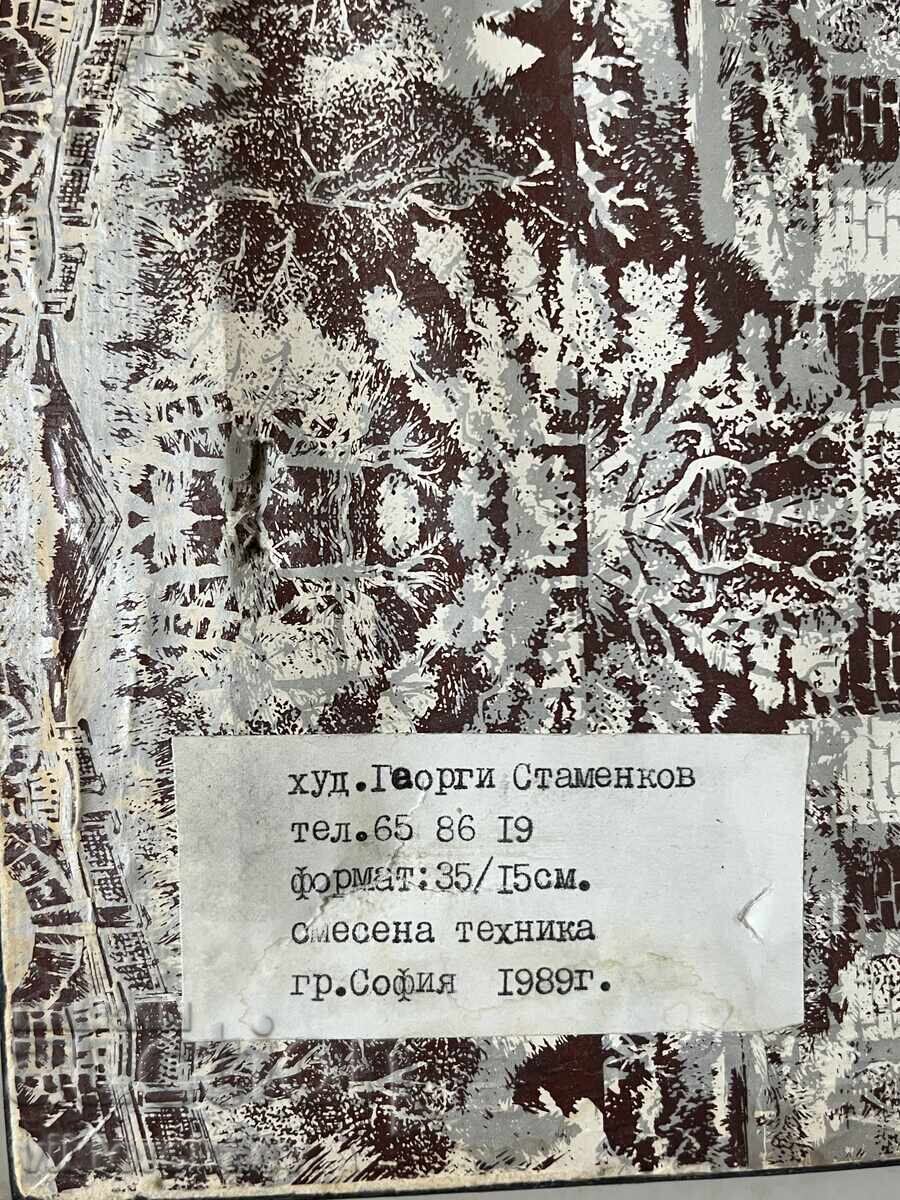 худ.Георги Стаменков
тел.65 86 I9
формат:35/I5см.
смесена техника
гр.София I989г.